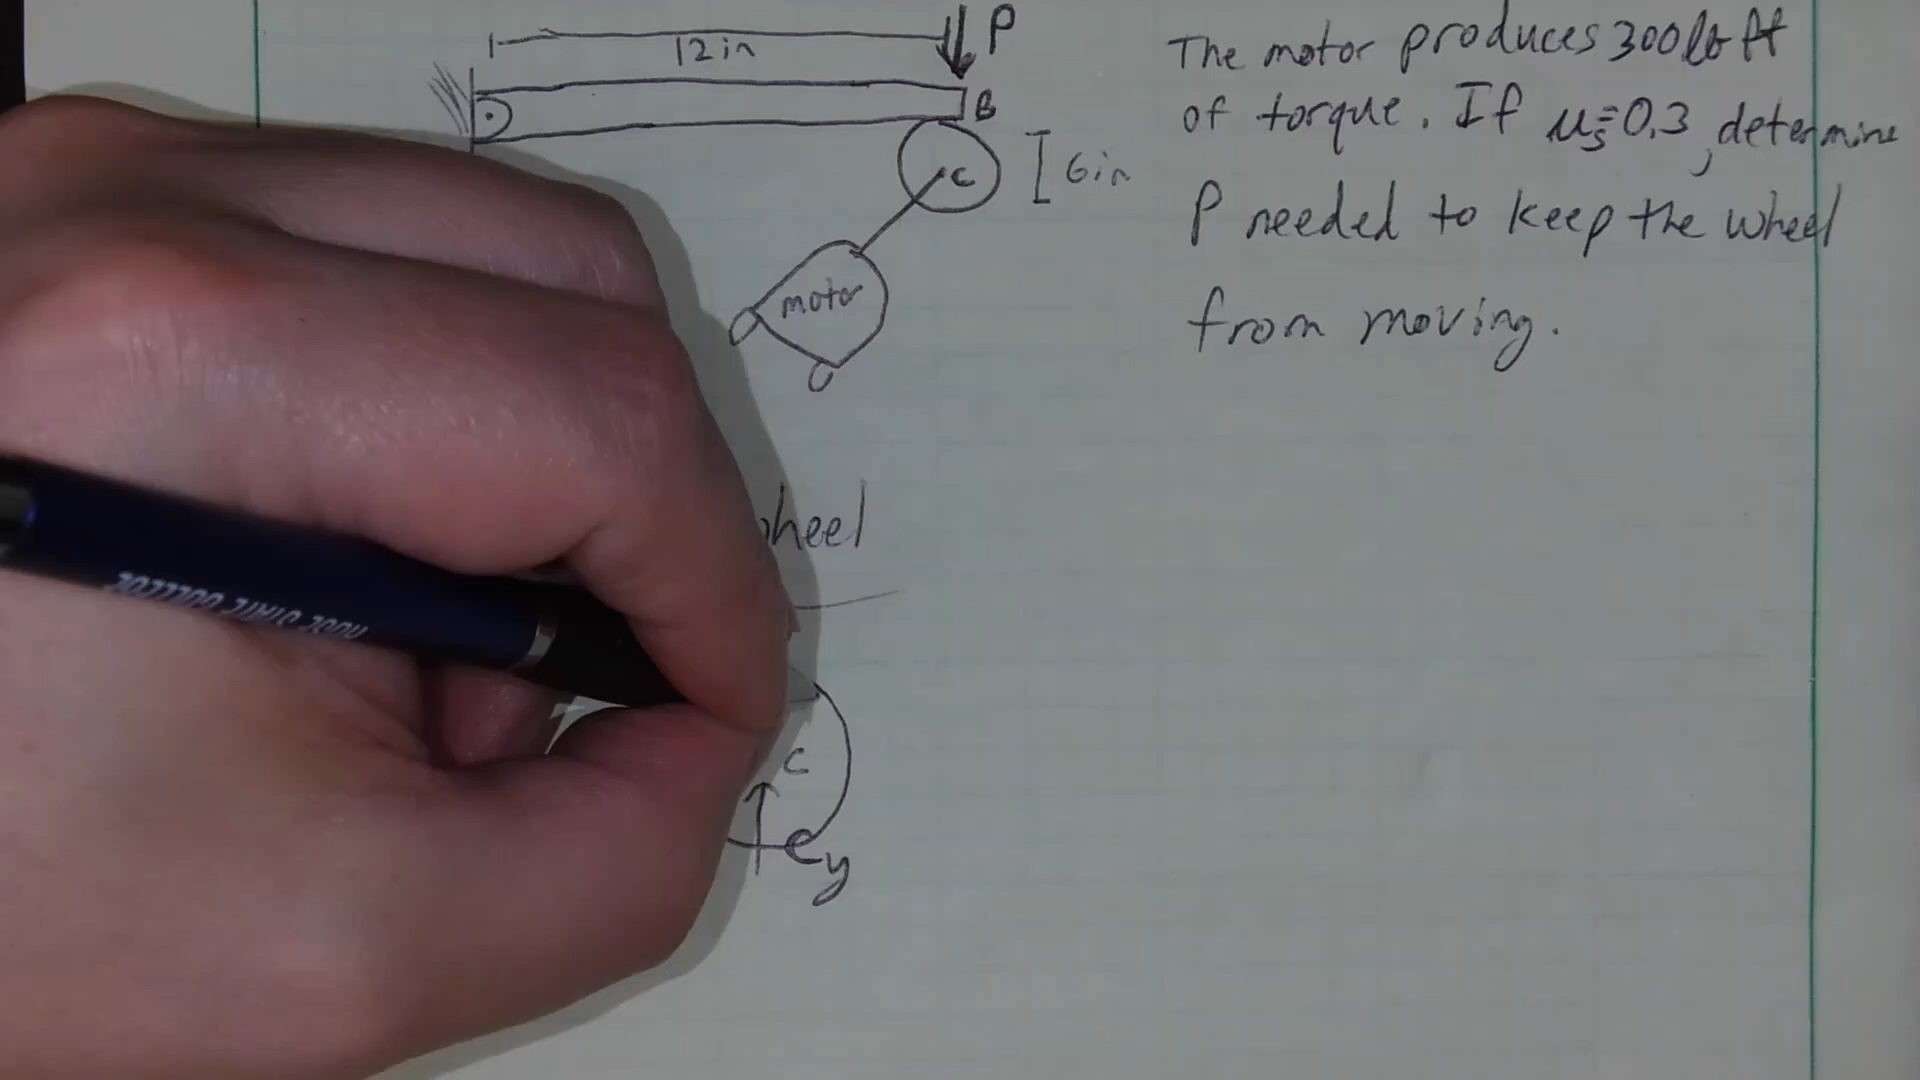 P
12 in
B
C
6 in
motor
The motor produces 300 lb ft
of torque. If μs=0.3, determine
P needed to keep the wheel
from moving.
C
Cy